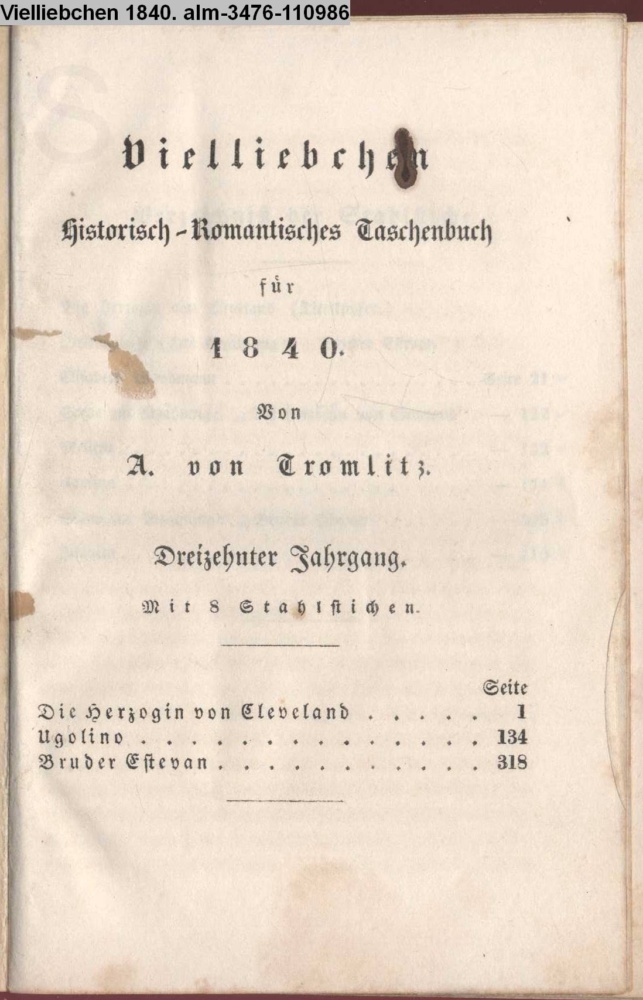 Vielliebchen 1840. alm-3476-110986
Vielliebchen
Historisch-Romantisches Taschenbuch
für
1840.
Von
A. von Tromlitz.
Dreizehnter Jahrgang.
Mit 8 Stahlstichen.
Seite
Die Herzogin von Cleveland . . . . . 1
Ugolino . . . . . . . . . . . . 134
Bruder Estevan . . . . . . . . . . 318